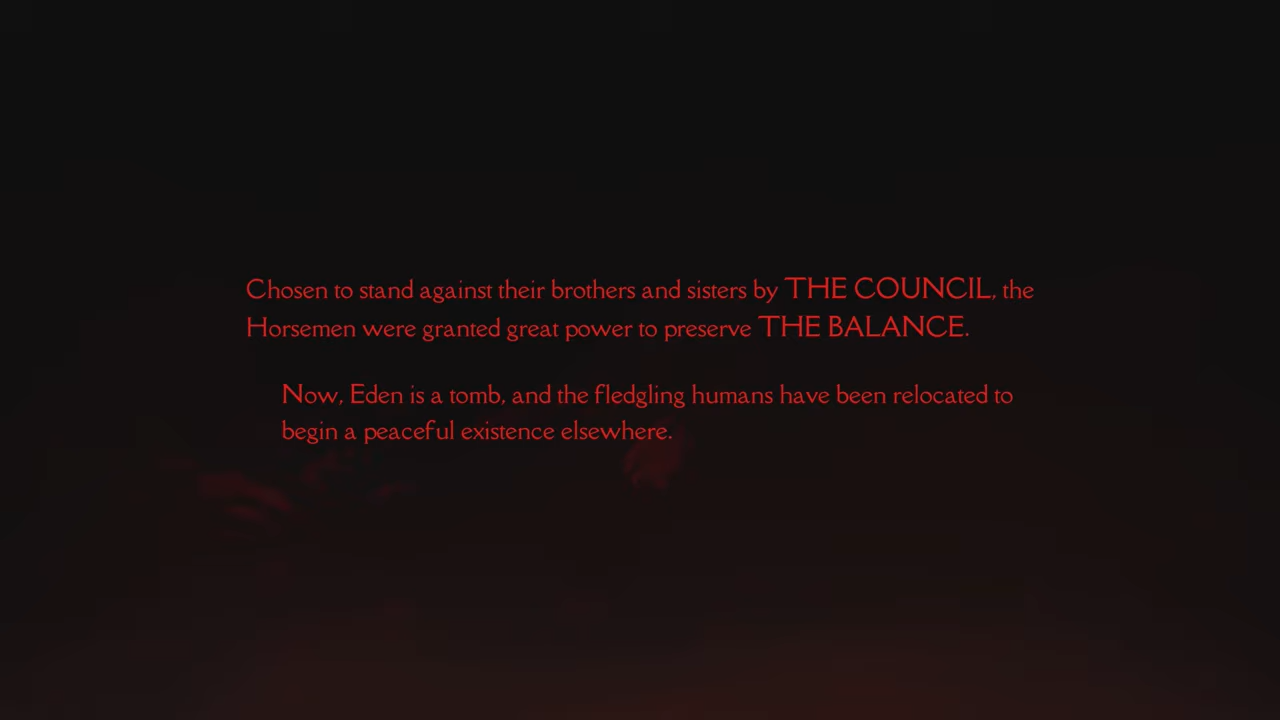 Chosen to stand against their brothers and sisters by THE COUNCIL, the
Horsemen were granted great power to preserve THE BALANCE.
Now, Eden is a tomb, and the fledgling humans have been relocated to
begin a peaceful existence elsewhere.